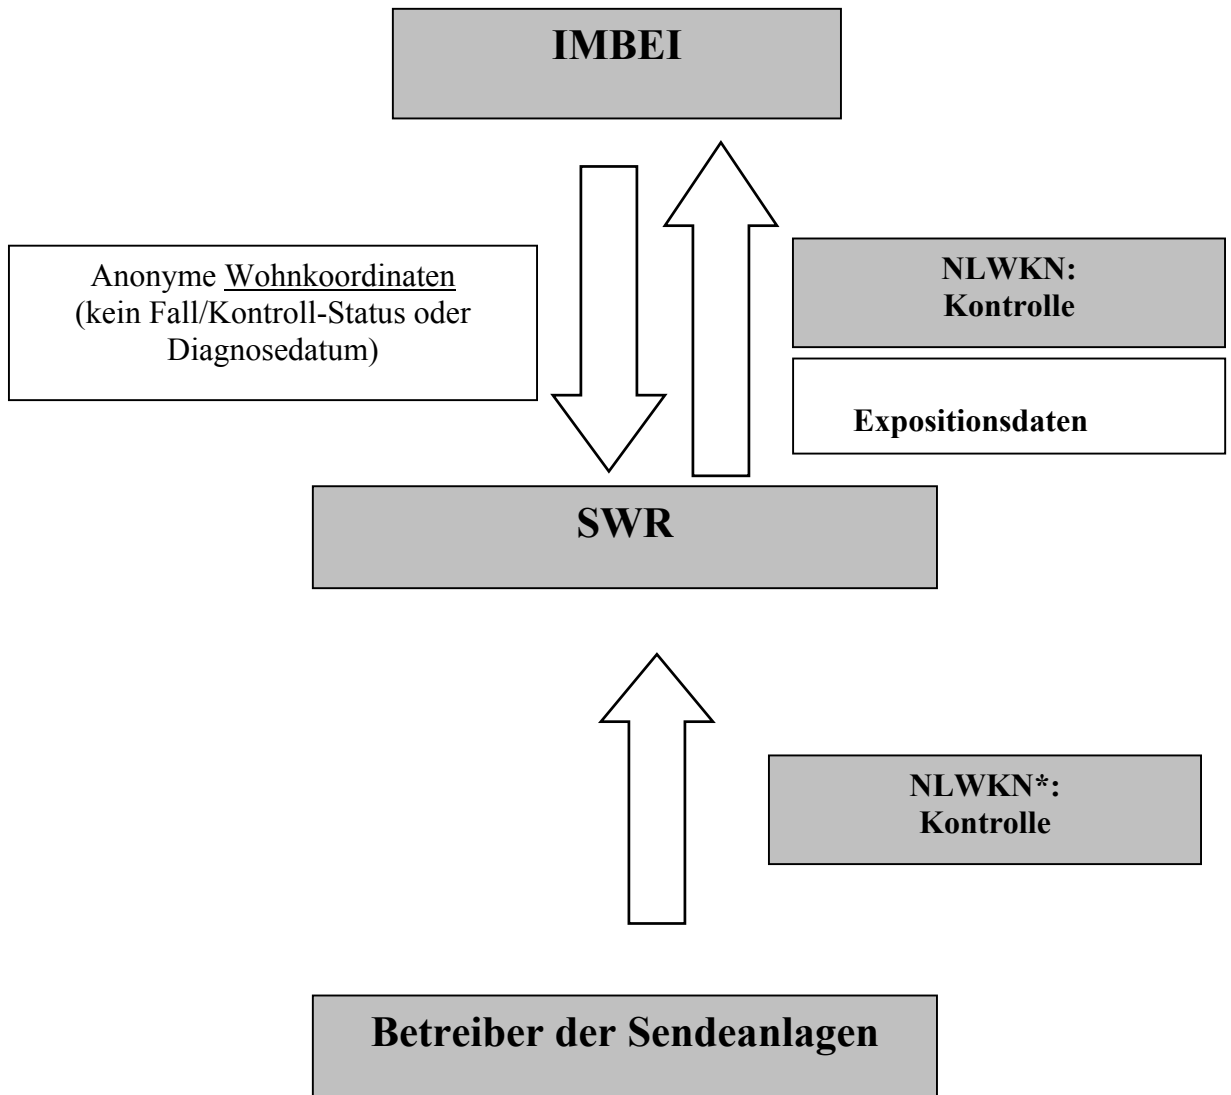 IMBEI
Anonyme Wohnkoordinaten
(kein Fall/Kontroll-Status oder
Diagnosedatum)
NLWKN:
Kontrolle
Expositionsdaten
SWR
NLWKN*:
Kontrolle
Betreiber der Sendeanlagen